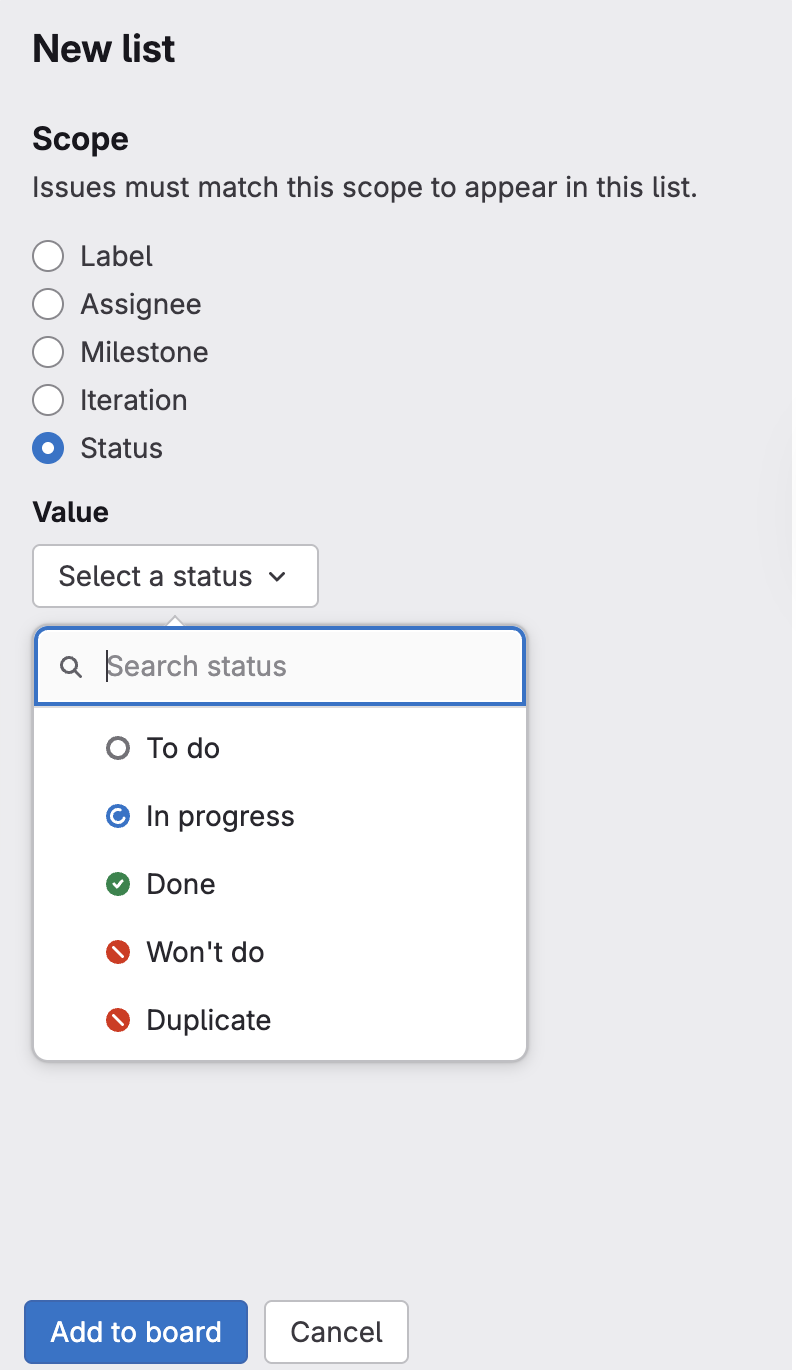 New list
Scope
Issues must match this scope to appear in this list.
Label
Assignee
Milestone
Iteration
Status
Value
Select a status
Search status
To do
In progress
Done
Won't do
Duplicate
Add to board
Cancel